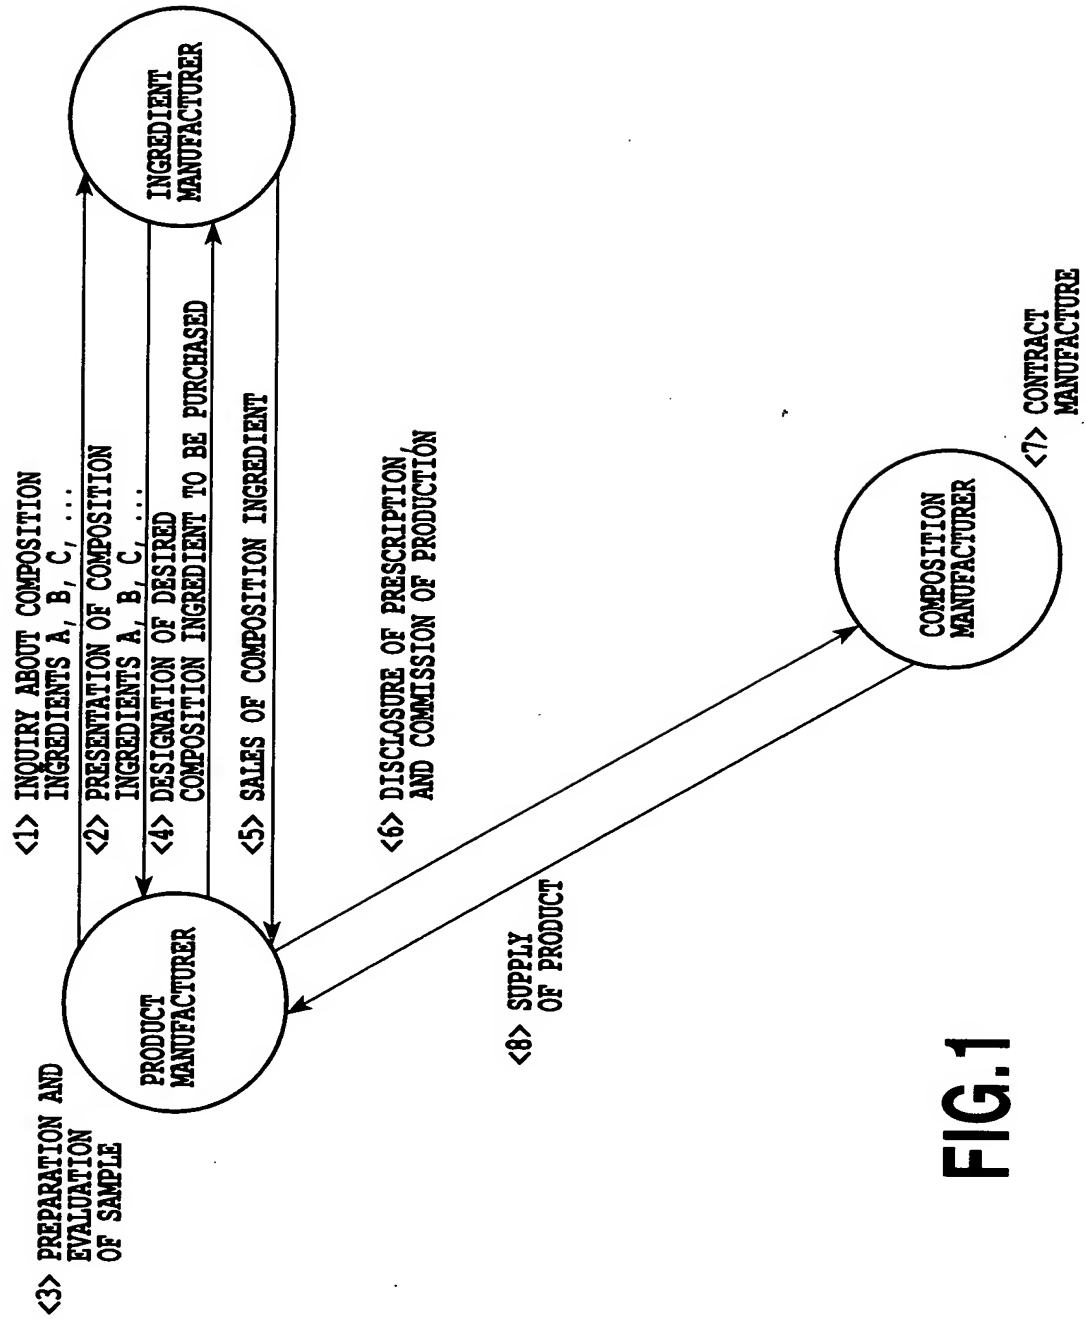 <1> INQUIRY ABOUT COMPOSITION
INGREDIENTS A, B, C, ...
<2> PRESENTATION OF COMPOSITION
INGREDIENTS A, B, C, ...
<3> PREPARATION AND
EVALUATION
OF SAMPLE
<4> DESIGNATION OF DESIRED
COMPOSITION INGREDIENT TO BE PURCHASED
PRODUCT
MANUFACTURER
INGREDIENT
MANUFACTURER
<5> SALES OF COMPOSITION INGREDIENT
<6> DISCLOSURE OF PRESCRIPTION,
AND COMMISSION OF PRODUCTION
<8> SUPPLY
OF PRODUCT
COMPOSITION
MANUFACTURER
<7> CONTRACT
MANUFACTURE
FIG.1